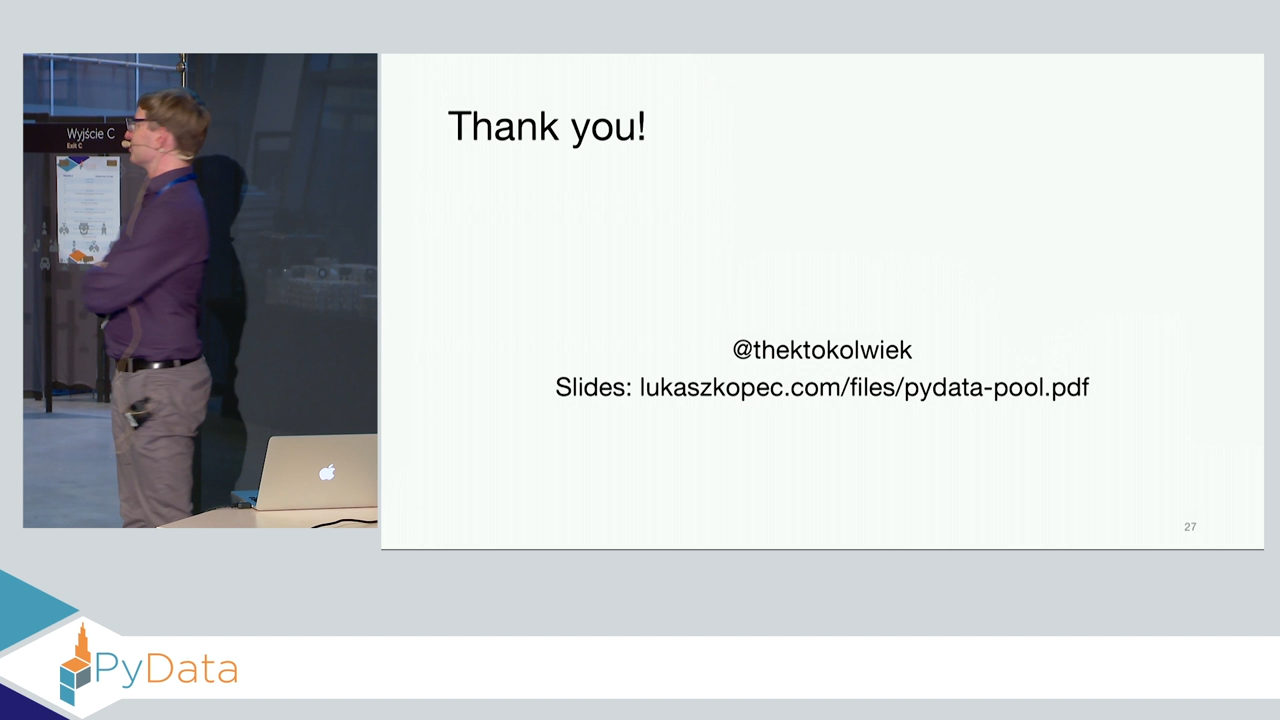 Wyjście C
Exit C
Thank you!
@thektokolwiek
Slides: lukaszkopec.com/files/pydata-pool.pdf
27
PyData